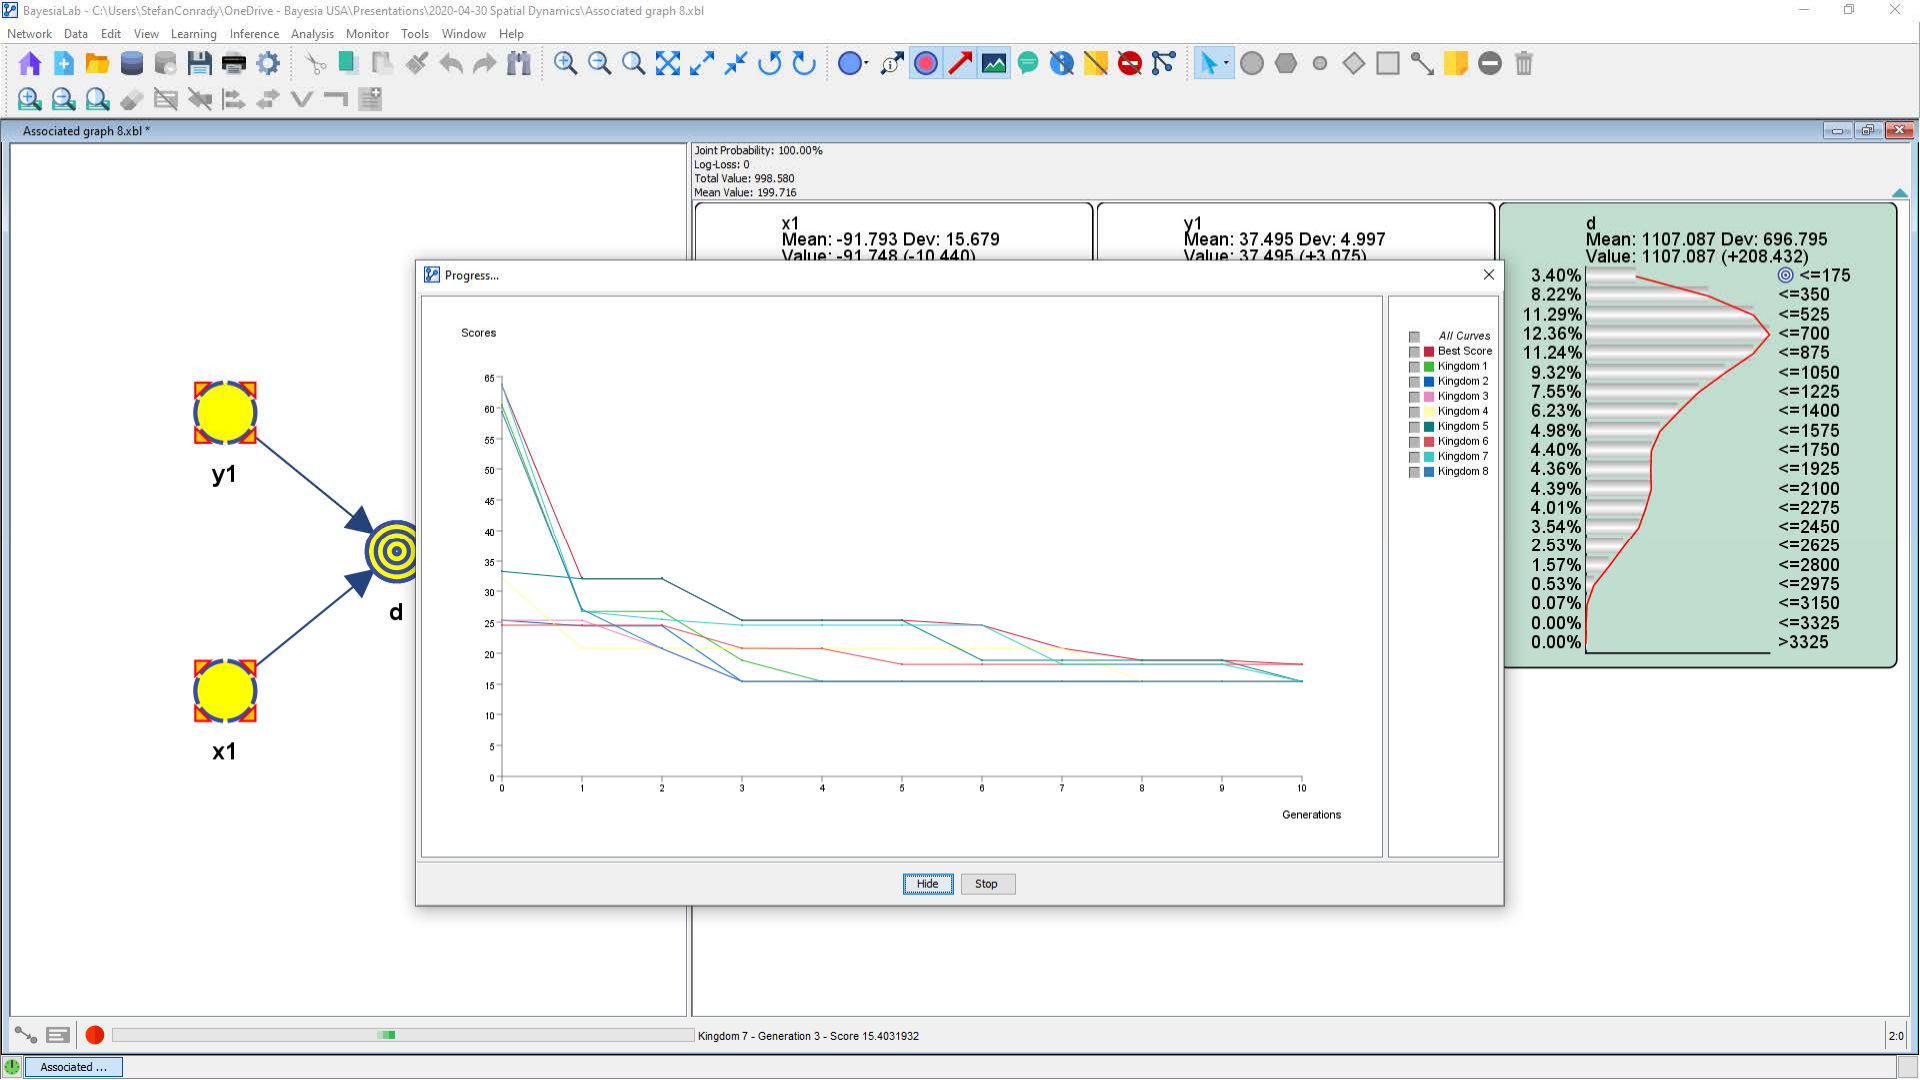 BayesiaLab - C:\Users\StefanConrady\OneDrive - Bayesia USA\Presentations\2020-04-30 Spatial Dynamics\Associated graph 8.xbl
Network Data Edit View Learning Inference Analysis Monitor Tools Window Help
Associated graph 8.xbl *
Joint Probability: 100.00%
Log-Loss: 0
Total Value: 998.580
Mean Value: 199.716
x1
Mean: -91.793 Dev: 15.679
Value: -91.748 (-10.440)
y1
Mean: 37.495 Dev: 4.997
Value: 37.495 (+3.075)
d
Mean: 1107.087 Dev: 696.795
Value: 1107.087 (+208.432)
3.40% <=175
8.22% <=350
11.29% <=525
12.36% <=700
11.24% <=875
9.32% <=1050
7.55% <=1225
6.23% <=1400
4.98% <=1575
4.40% <=1750
4.36% <=1925
4.39% <=2100
4.01% <=2275
3.54% <=2450
2.53% <=2625
1.57% <=2800
0.53% <=2975
0.07% <=3150
0.00% <=3325
0.00% >3325
y1
d
x1
Progress...
Scores
65
60
55
50
45
40
35
30
25
20
15
10
5
0
0 1 2 3 4 5 6 7 8 9 10
Generations
All Curves
Best Score
Kingdom 1
Kingdom 2
Kingdom 3
Kingdom 4
Kingdom 5
Kingdom 6
Kingdom 7
Kingdom 8
Hide Stop
Kingdom 7 - Generation 3 - Score 15.4031932
2:0
Associated ...